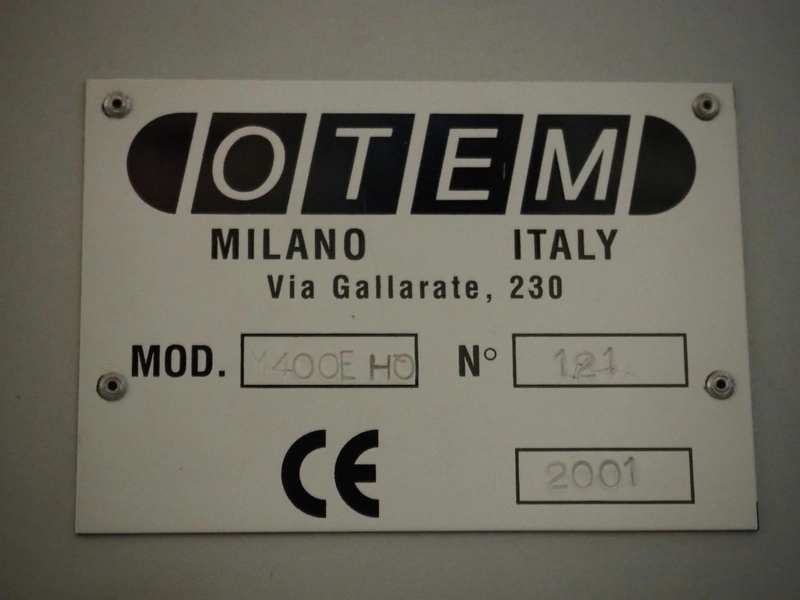 OTEM
MILANO ITALY
Via Gallarate, 230
MOD. M400E HO N° 121
CE 2001